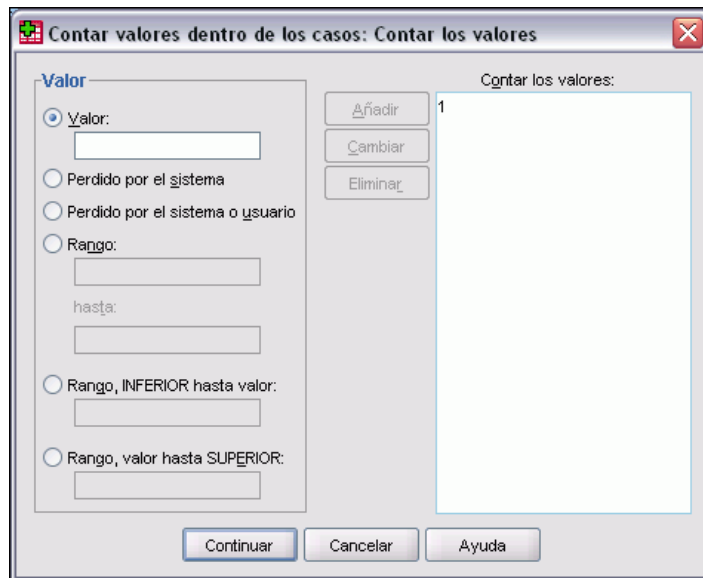 Contar valores dentro de los casos: Contar los valores
Valor
Valor:
Perdido por el sistema
Perdido por el sistema o usuario
Rango:
hasta:
Rango, INFERIOR hasta valor:
Rango, valor hasta SUPERIOR:
Añadir
Cambiar
Eliminar
Contar los valores:
1
Continuar
Cancelar
Ayuda